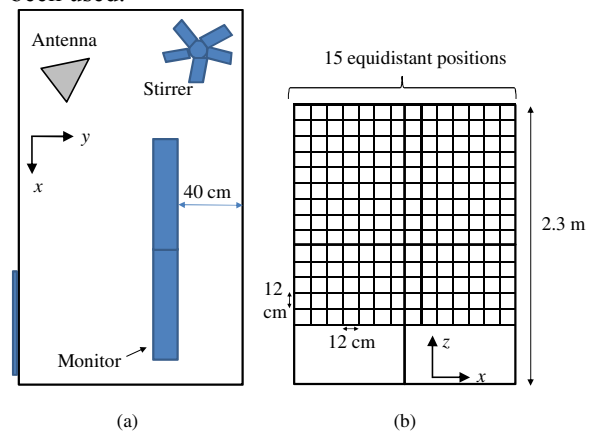 been used.
Antenna
15 equidistant positions
Stirrer
y
x
40 cm
2.3 m
12
cm
12 cm
z
x
Monitor
(a)
(b)